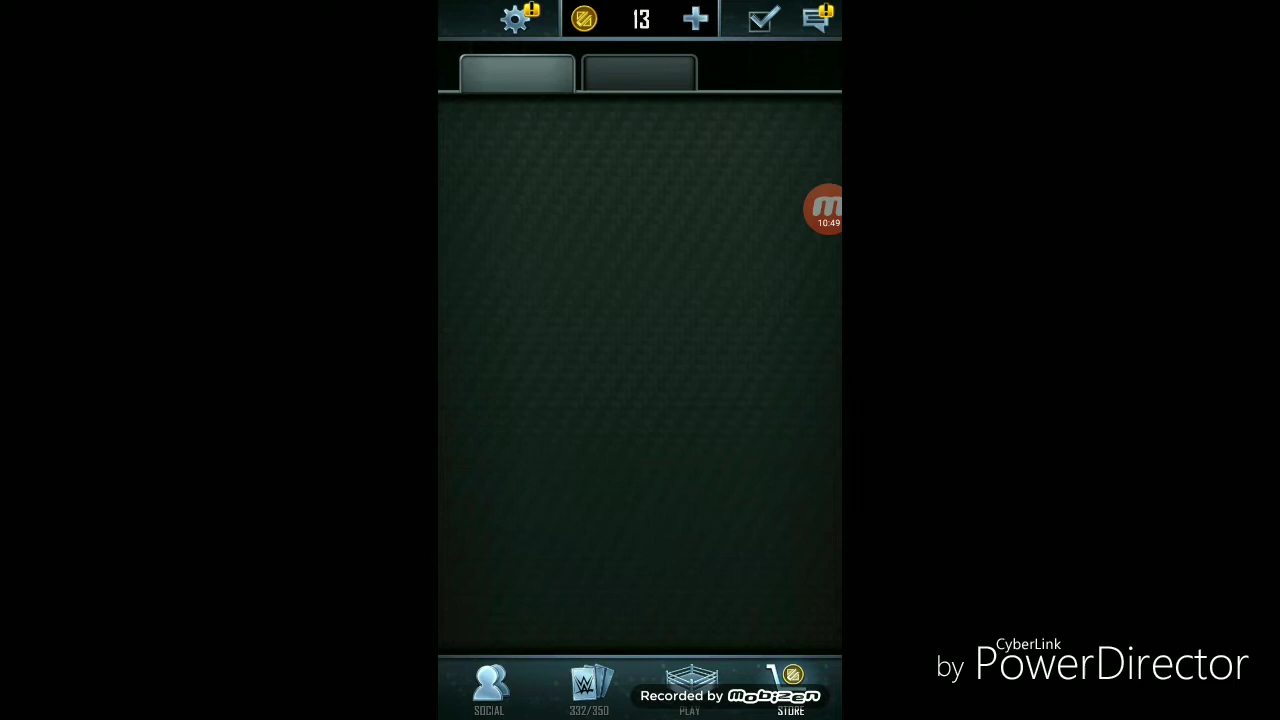 13
10:49
CyberLink
by PowerDirector
Recorded by mobizen
SOCIAL
332/350
PLAY
STORE